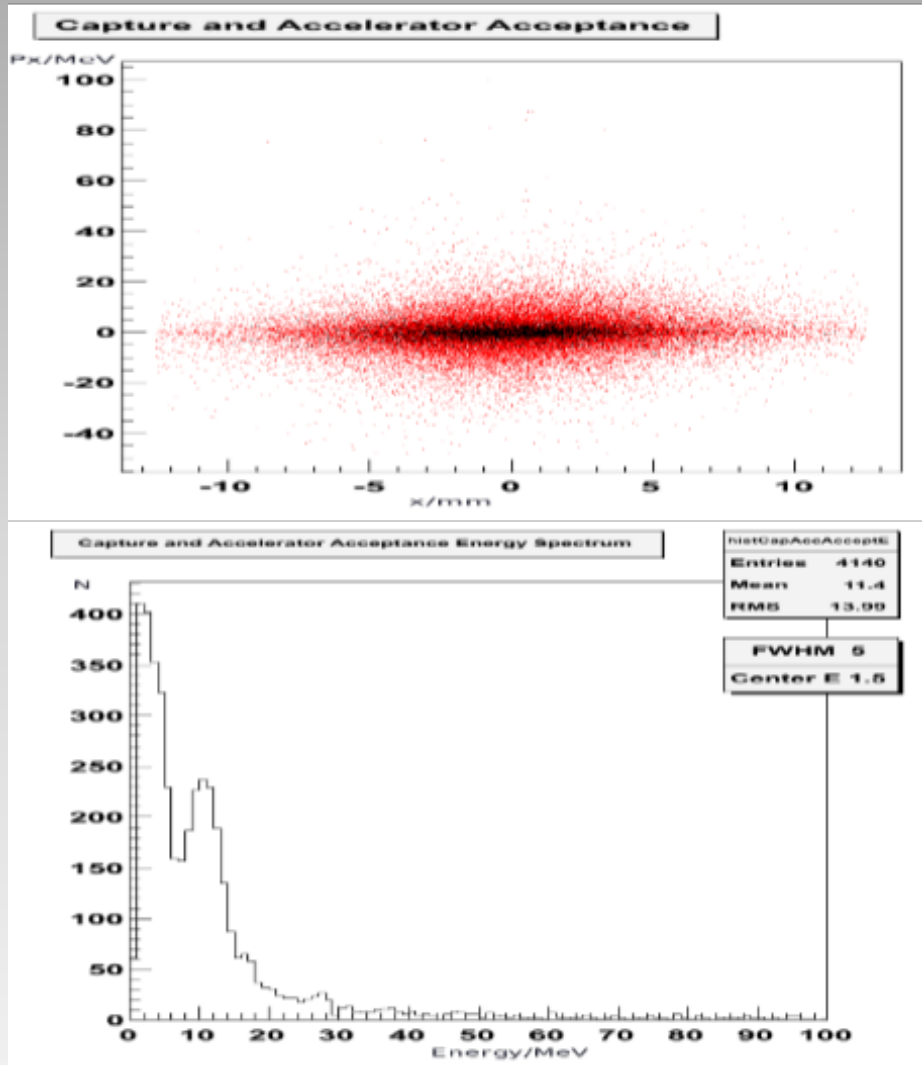 Capture and Accelerator Acceptance
Px/MeV
100
80
60
40
20
0
-20
-40
-10 -5 0 5 10
x/mm
Capture and Accelerator Acceptance Energy Spectrum
histCapAccAcceptE
Entries 4140
Mean 11.4
RMS 13.99
FWHM 5
Center E 1.5
N
400
350
300
250
200
150
100
50
0
0 10 20 30 40 50 60 70 80 90 100
Energy/MeV